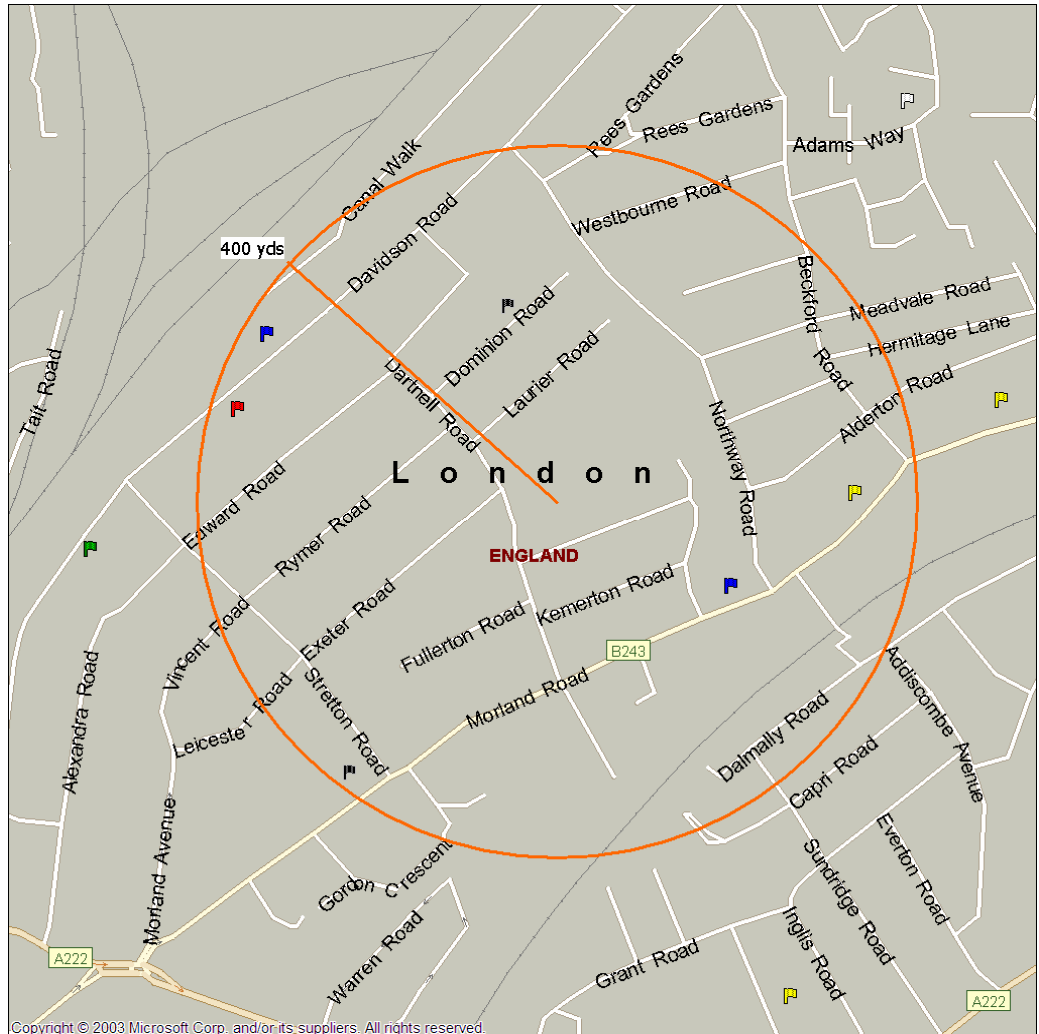 Rees Gardens
Rees Gardens
Adams Way
Canal Walk
Westbourne Road
Davidson Road
400 yds
Beckford Road
Meadvale Road
Hermitage Lane
Dominion Road
Laurier Road
Tait Road
Dartnell Road
Alderton Road
Northway Road
London
Edward Road
Rymer Road
ENGLAND
Exeter Road
Kemerton Road
Fullerton Road
Vincent Road
B243
Alexandra Road
Leicester Road
Stretton Road
Morland Road
Addiscombe Avenue
Dalmally Road
Capri Road
Morland Avenue
Everton Road
Sundridge Road
Gordon Crescent
Warren Road
Inglis Road
Grant Road
A222
A222
Copyright © 2003 Microsoft Corp. and/or its suppliers. All rights reserved.